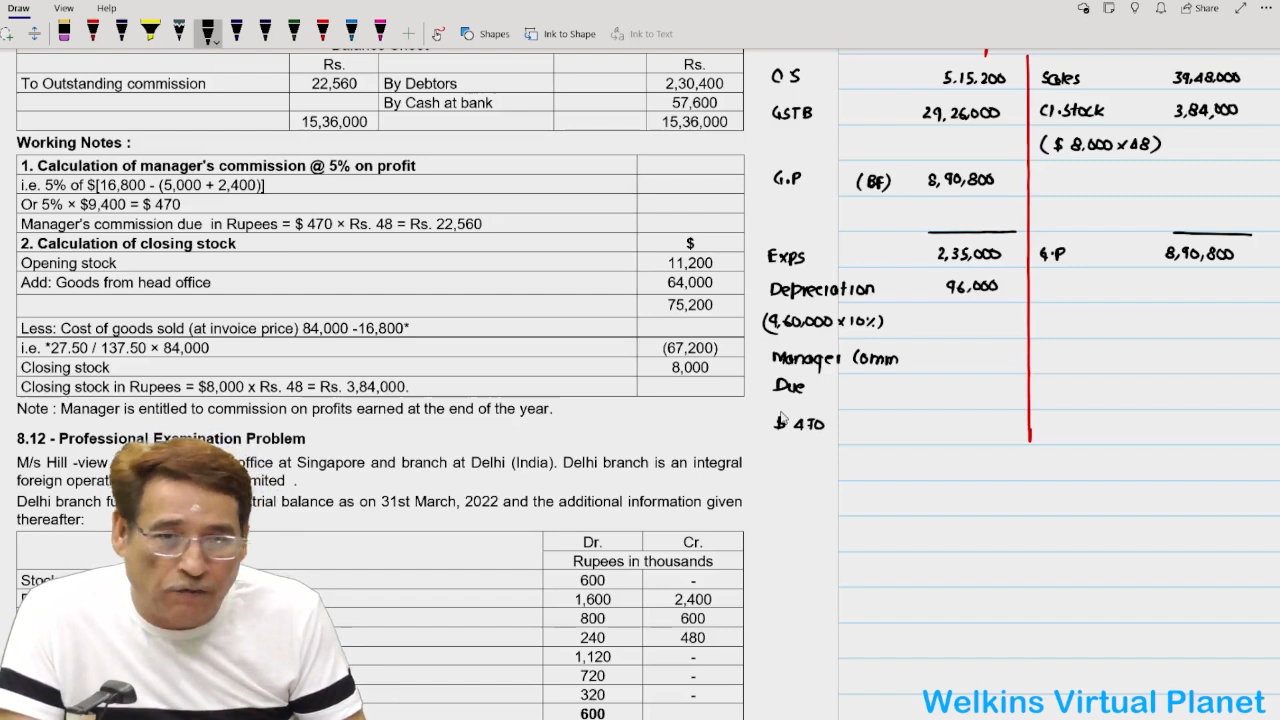 Draw View Help
Share
Shapes
Ink to Shape
Ink to Text
Rs. Rs.
To Outstanding commission 22,560 By Debtors 2,30,400
By Cash at bank 57,600
15,36,000 15,36,000
Working Notes :
1. Calculation of manager's commission @ 5% on profit
i.e. 5% of $[16,800 - (5,000 + 2,400)]
Or 5% × $9,400 = $ 470
Manager's commission due in Rupees = $ 470 × Rs. 48 = Rs. 22,560
2. Calculation of closing stock $
Opening stock 11,200
Add: Goods from head office 64,000
75,200
Less: Cost of goods sold (at invoice price) 84,000 -16,800*
i.e. *27.50 / 137.50 × 84,000 (67,200)
Closing stock 8,000
Closing stock in Rupees = $8,000 x Rs. 48 = Rs. 3,84,000.
Note : Manager is entitled to commission on profits earned at the end of the year.
8.12 - Professional Examination Problem
M/s Hill -view office at Singapore and branch at Delhi (India). Delhi branch is an integral
foreign limited .
Delhi branch trial balance as on 31st March, 2022 and the additional information given
thereafter:
Dr. Cr.
Rupees in thousands
600 -
1,600 2,400
800 600
240 480
1,120 -
720 -
320 -
600
O S 5,15,200 Sales 39,48,000
GSTB 29,26,000 Cl. Stock 3,84,000
($ 8,000 × 48)
G.P (BF) 8,90,800
Exps 2,35,000 G.P 8,90,800
Depreciation 96,000
(9,60,000 × 10%)
Manager Comm
Due
$ 470
Welkins Virtual Planet